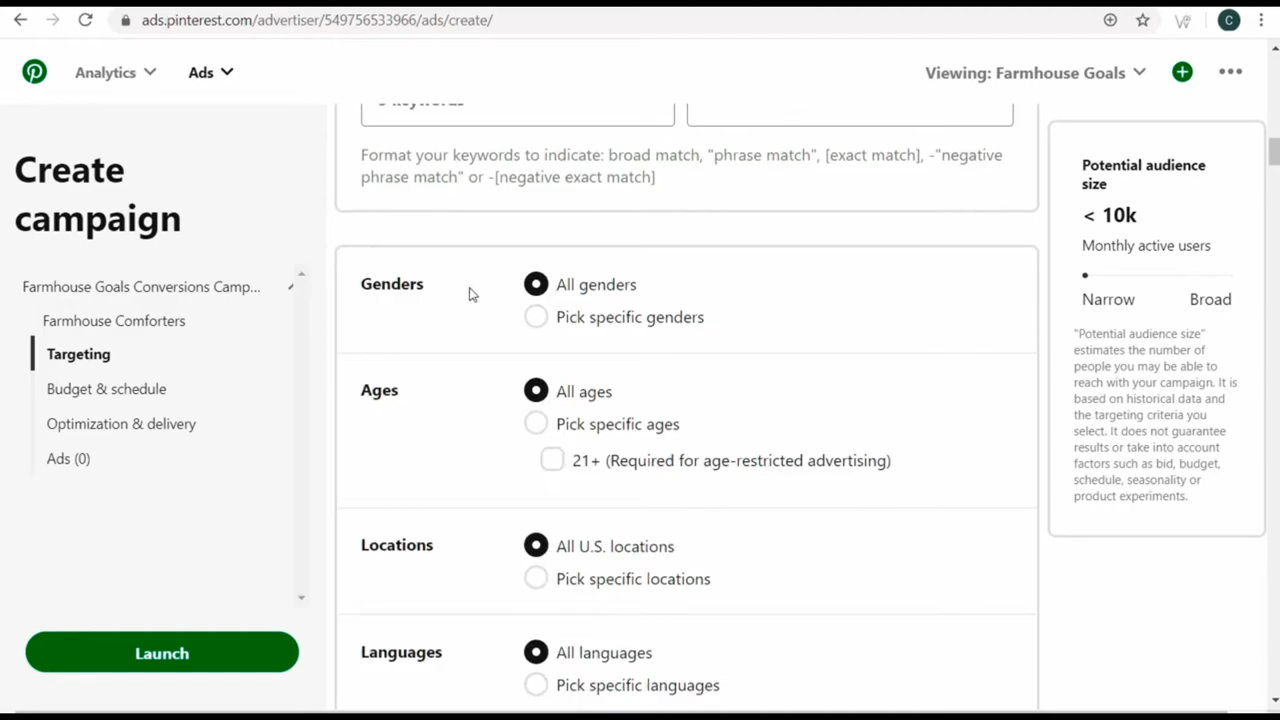 ads.pinterest.com/advertiser/549756533966/ads/create/
C
Analytics
Ads
Viewing: Farmhouse Goals
Create
campaign
Farmhouse Goals Conversions Camp...
Farmhouse Comforters
Targeting
Budget & schedule
Optimization & delivery
Ads (0)
Launch
keywords
Format your keywords to indicate: broad match, "phrase match", [exact match], -"negative
phrase match" or -[negative exact match]
Genders
All genders
Pick specific genders
Ages
All ages
Pick specific ages
21+ (Required for age-restricted advertising)
Locations
All U.S. locations
Pick specific locations
Languages
All languages
Pick specific languages
Potential audience
size
< 10k
Monthly active users
Narrow Broad
"Potential audience size"
estimates the number of
people you may be able to
reach with your campaign. It is
based on historical data and
the targeting criteria you
select. It does not guarantee
results or take into account
factors such as bid, budget,
schedule, seasonality or
product experiments.